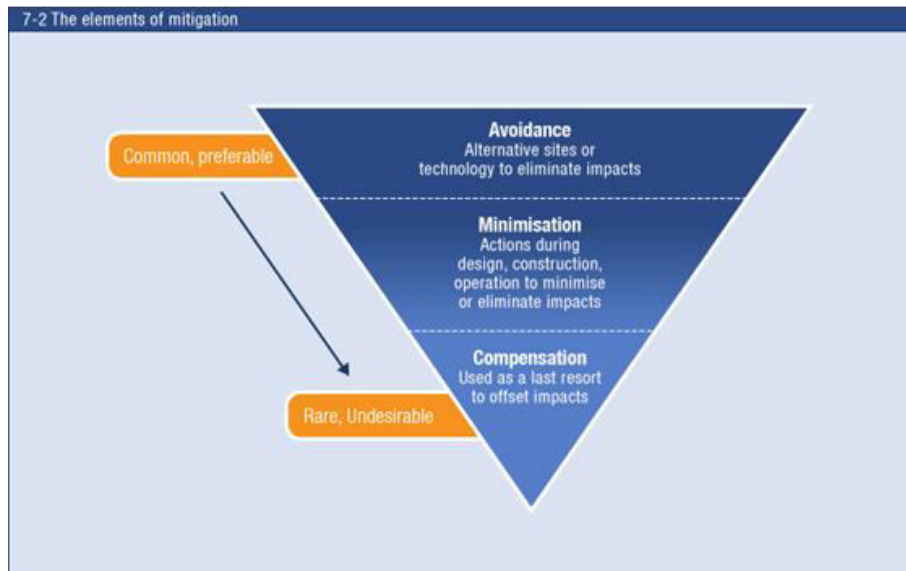 7-2 The elements of mitigation
Common, preferable
Avoidance
Alternative sites or
technology to eliminate impacts
Minimisation
Actions during
design, construction,
operation to minimise
or eliminate impacts
Compensation
Used as a last resort
to offset impacts
Rare, Undesirable